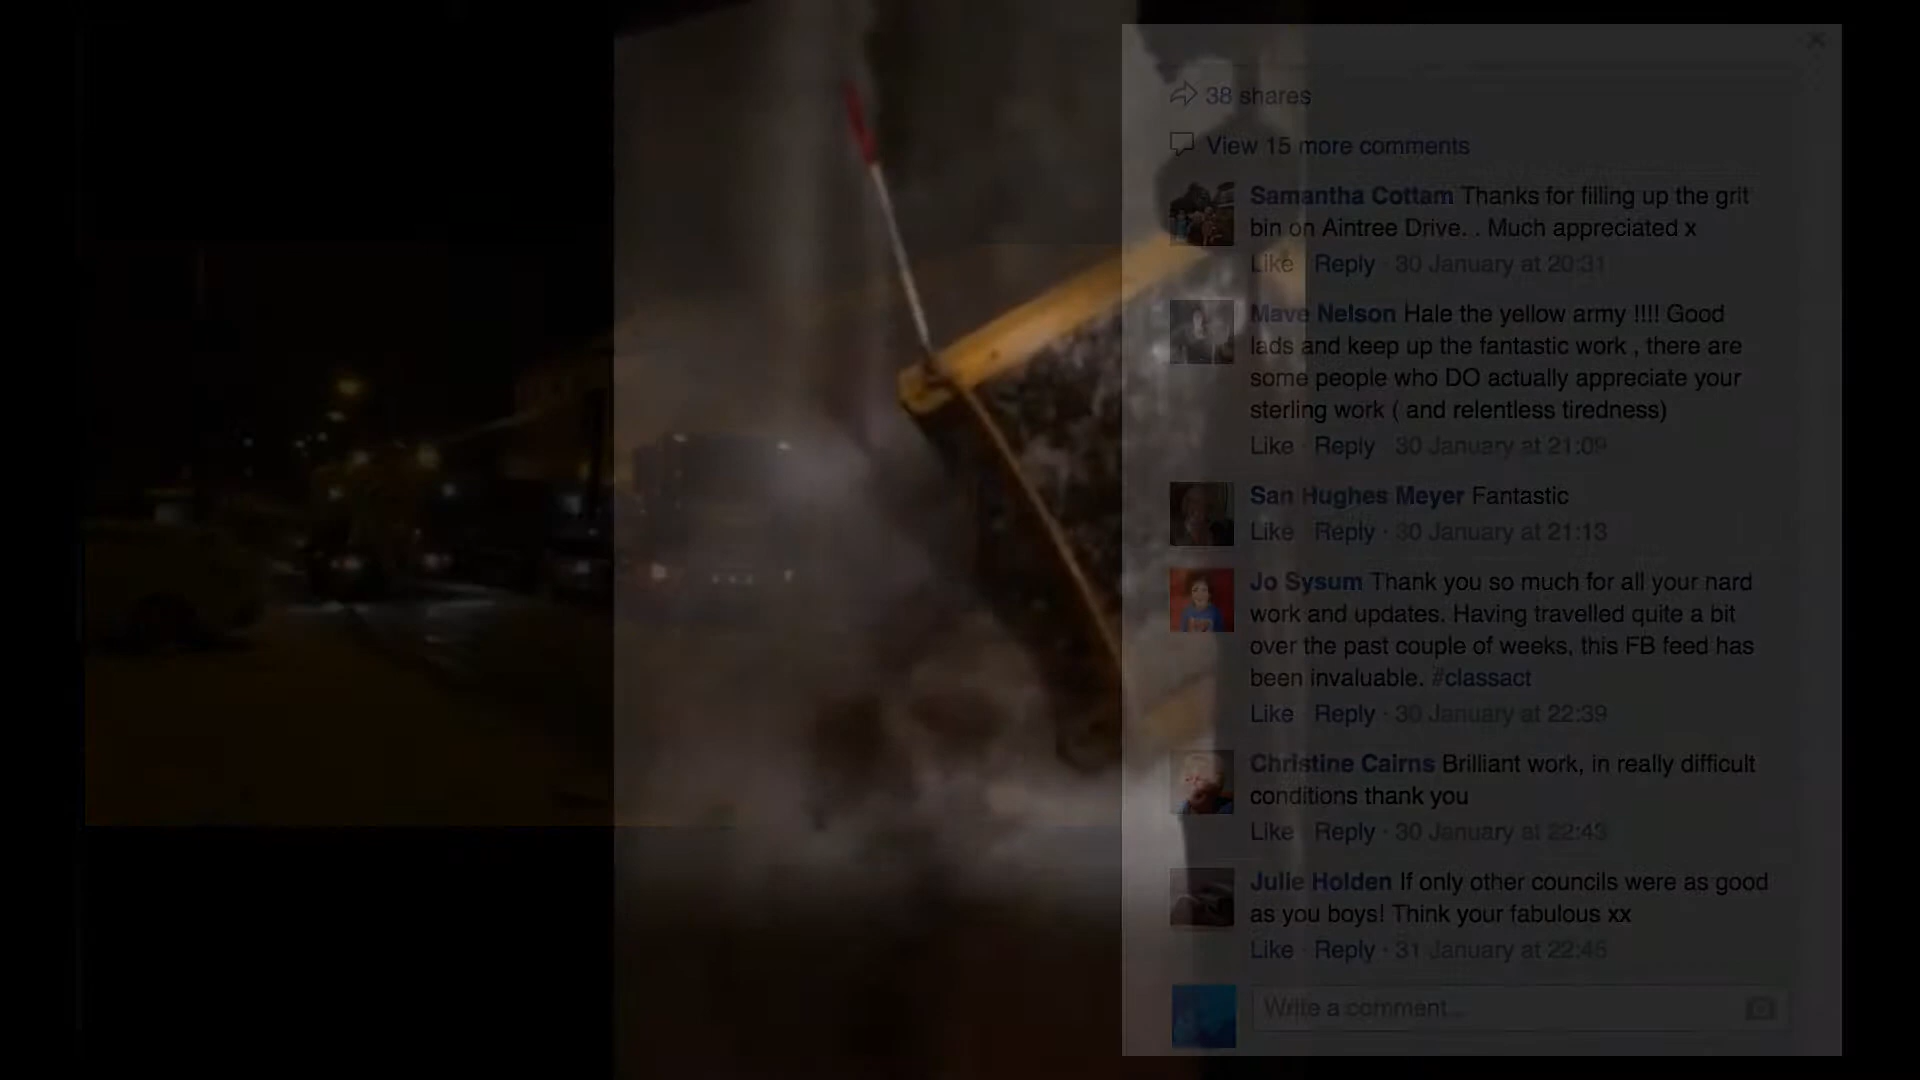 38 shares
View 15 more comments
Samantha Cottam Thanks for filling up the grit
bin on Aintree Drive. . Much appreciated x
Like Reply · 30 January at 20:31
Mave Nelson Hale the yellow army !!!! Good
lads and keep up the fantastic work , there are
some people who DO actually appreciate your
sterling work ( and relentless tiredness)
Like · Reply · 30 January at 21:09
San Hughes Meyer Fantastic
Like · Reply · 30 January at 21:13
Jo Sysum Thank you so much for all your hard
work and updates. Having travelled quite a bit
over the past couple of weeks, this FB feed has
been invaluable. #classact
Like · Reply · 30 January at 22:39
Christine Cairns Brilliant work, in really difficult
conditions thank you
Like · Reply · 30 January at 22:43
Julie Holden If only other councils were as good
as you boys! Think your fabulous xx
Like · Reply · 31 January at 22:45
Write a comment...